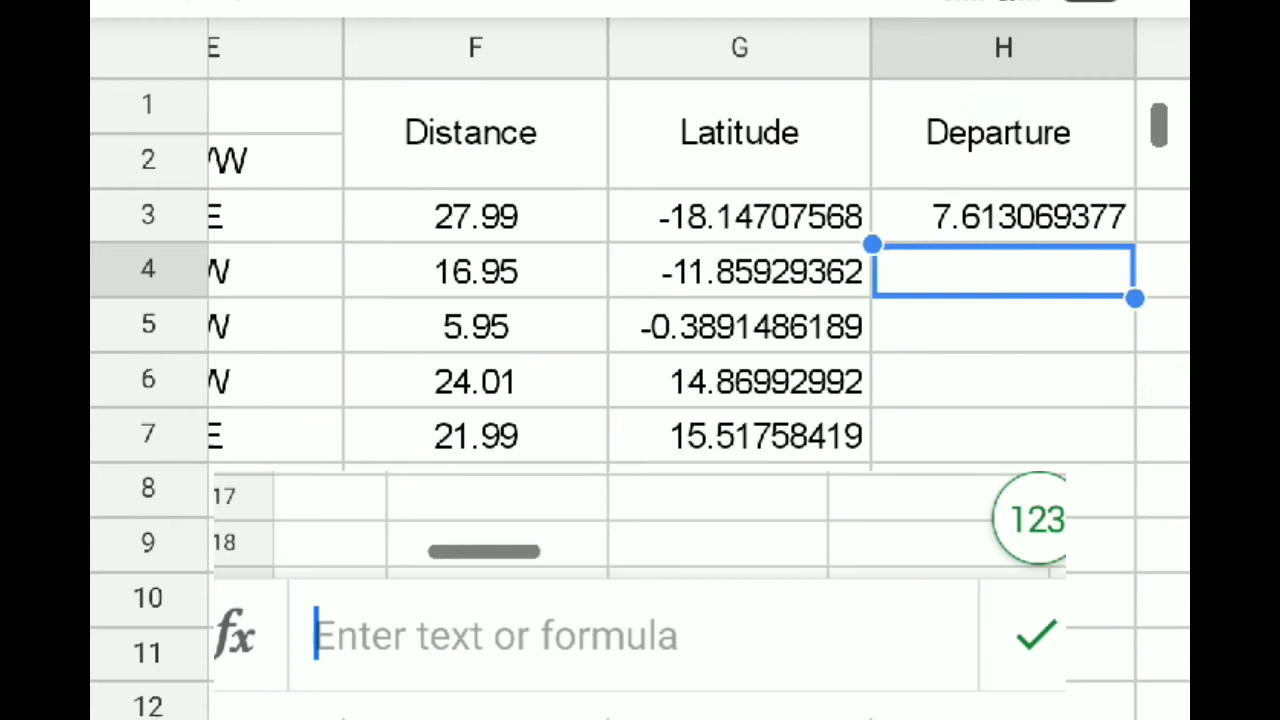 E F G H
1
Distance Latitude Departure
2 W
3 E 27.99 -18.14707568 7.613069377
4 W 16.95 -11.85929362
5 W 5.95 -0.3891486189
6 W 24.01 14.86992992
7 E 21.99 15.51758419
8 17
123
9 18
10
fx Enter text or formula
11
12